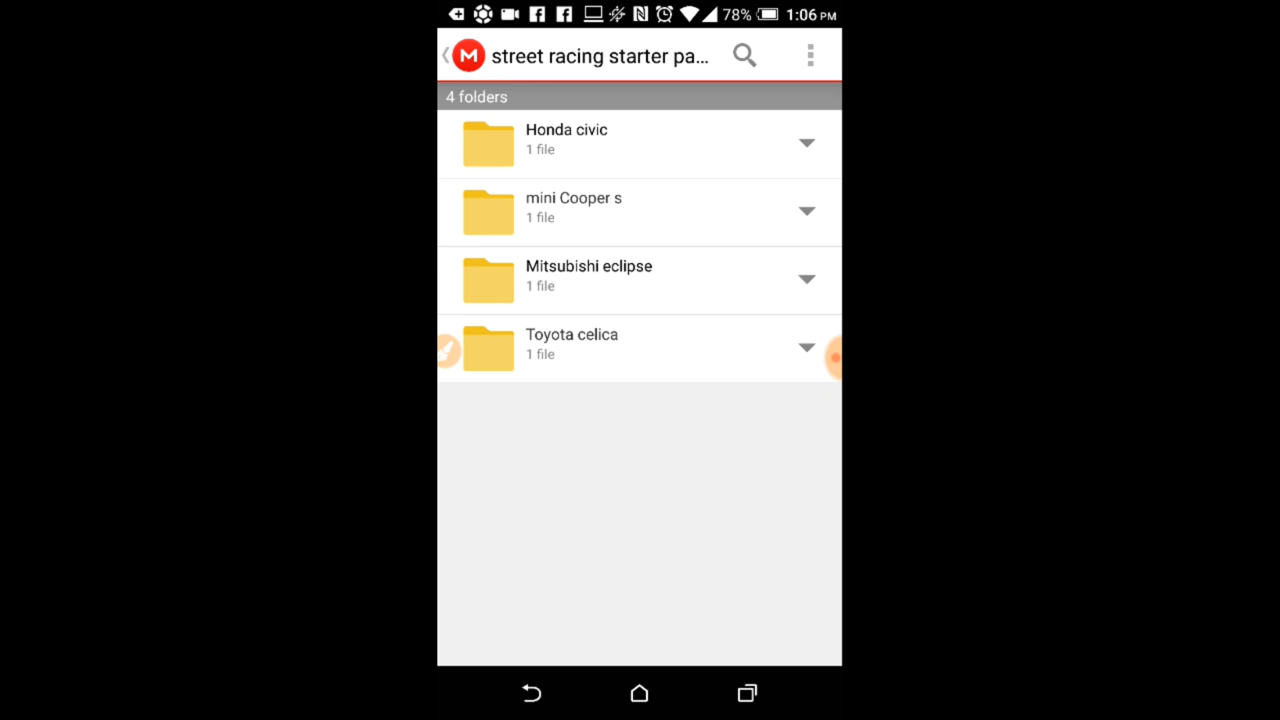 78% 1:06 PM
M street racing starter pa...
4 folders
Honda civic
1 file
mini Cooper s
1 file
Mitsubishi eclipse
1 file
Toyota celica
1 file